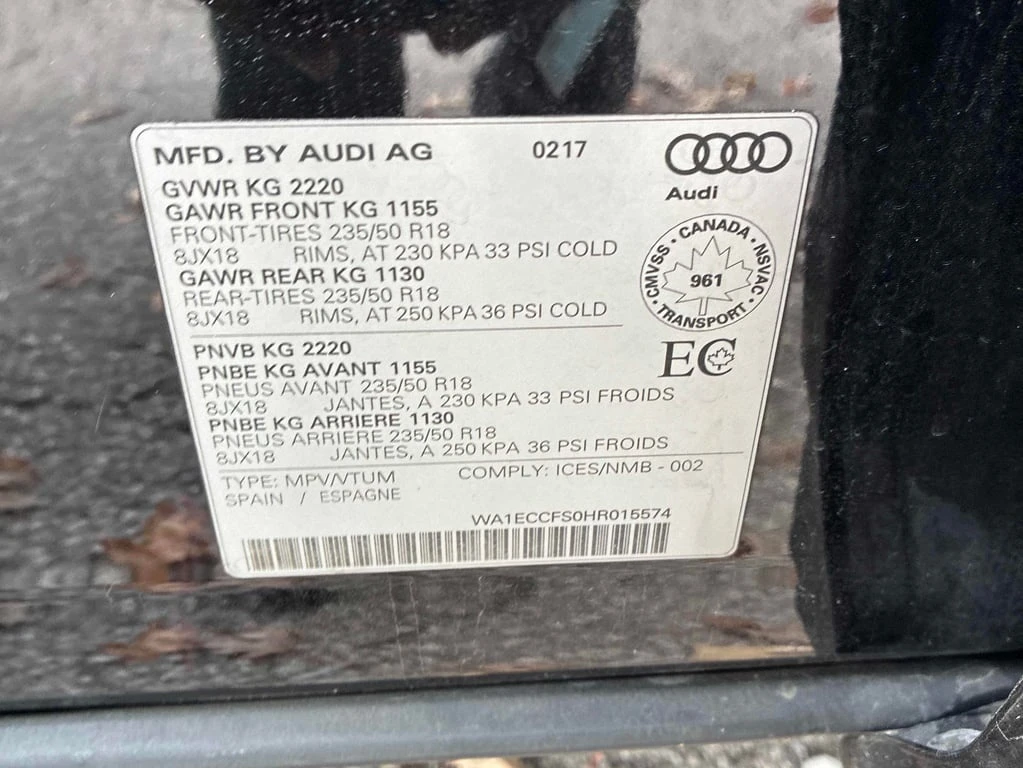 MFD. BY AUDI AG 0217
Audi
GVWR KG 2220
GAWR FRONT KG 1155
FRONT-TIRES 235/50 R18
8JX18 RIMS, AT 230 KPA 33 PSI COLD
GAWR REAR KG 1130
REAR-TIRES 235/50 R18
8JX18 RIMS, AT 250 KPA 36 PSI COLD
CMVSS · CANADA · NSVAC · TRANSPORT ·
961
EC
PNVB KG 2220
PNBE KG AVANT 1155
PNEUS AVANT 235/50 R18
8JX18 JANTES, A 230 KPA 33 PSI FROIDS
PNBE KG ARRIERE 1130
PNEUS ARRIERE 235/50 R18
8JX18 JANTES, A 250 KPA 36 PSI FROIDS
TYPE: MPV/VTUM COMPLY: ICES/NMB - 002
SPAIN / ESPAGNE
WA1ECCFS0HR015574